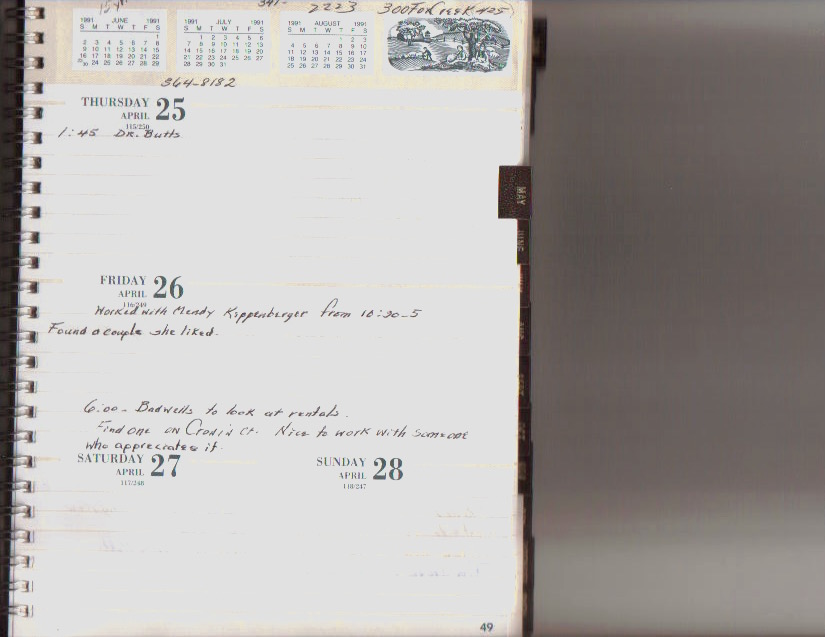 15 yr. 341- 2223 300 Fox Creek 425
1991 JUNE 1991 1991 JULY 1991 1991 AUGUST 1991
S M T W T F S S M T W T F S S M T W T F S
1 1 2 3 4 5 6 1 2 3
2 3 4 5 6 7 8 7 8 9 10 11 12 13 4 5 6 7 8 9 10
9 10 11 12 13 14 15 14 15 16 17 18 19 20 11 12 13 14 15 16 17
16 17 18 19 20 21 22 21 22 23 24 25 26 27 18 19 20 21 22 23 24
23/30 24 25 26 27 28 29 28 29 30 31 25 26 27 28 29 30 31
564-8182
THURSDAY 25
APRIL
115/250
1:45 Dr. Butts
MAY
JUNE
FRIDAY 26
APRIL
116/249
Worked with Mendy Kippenberger from 10:30-5
Found a couple she liked.
6:00 - Badwells to look at rentals.
Find one on Cronin Ct. Nice to work with someone
who appreciates it.
SATURDAY 27 SUNDAY 28
APRIL APRIL
117/248 118/247
49